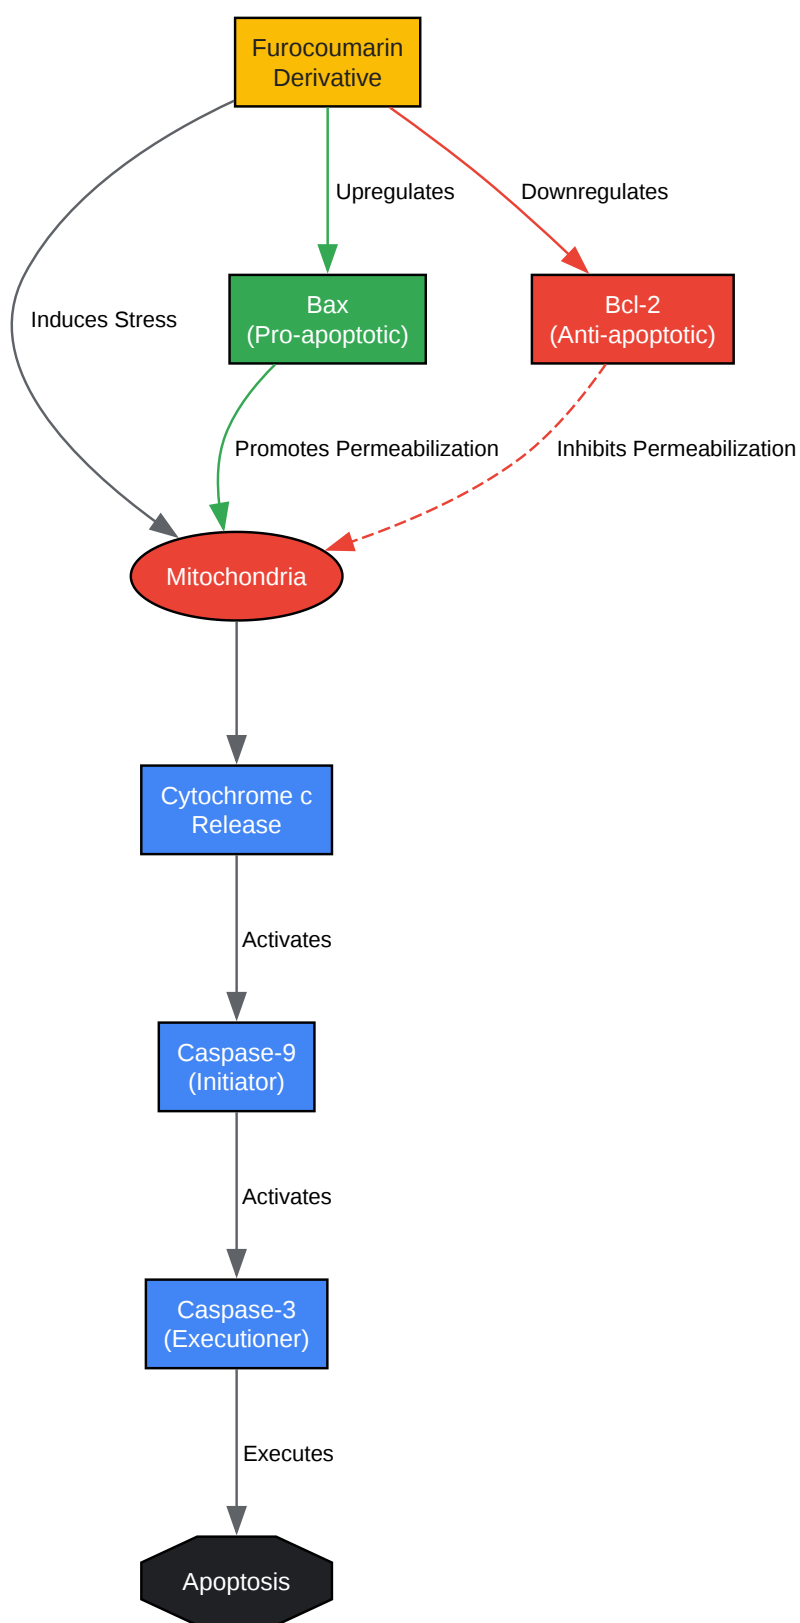 Furocoumarin
Derivative
Upregulates
Downregulates
Bax
(Pro-apoptotic)
Bcl-2
(Anti-apoptotic)
Induces Stress
Promotes Permeabilization
Inhibits Permeabilization
Mitochondria
Cytochrome c
Release
Activates
Caspase-9
(Initiator)
Activates
Caspase-3
(Executioner)
Executes
Apoptosis